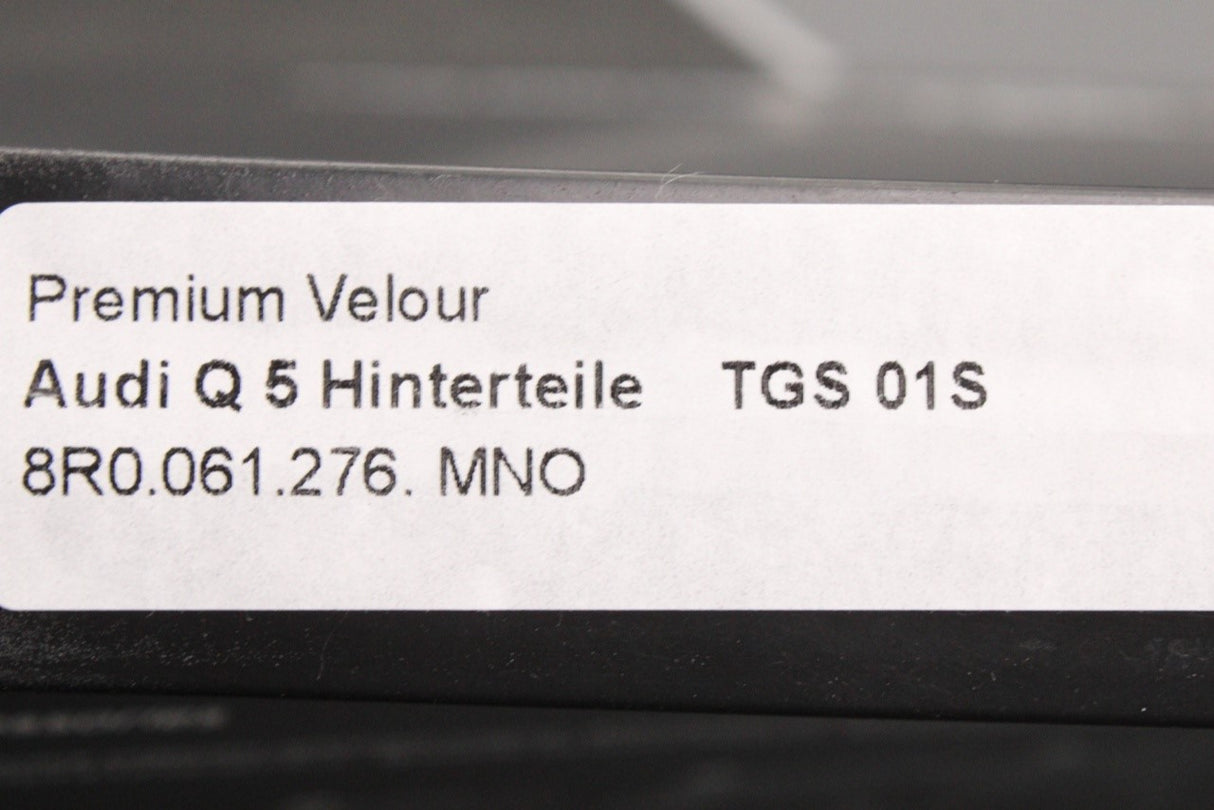 Premium Velour
Audi Q 5 Hinterteile TGS 01S
8R0.061.276. MNO